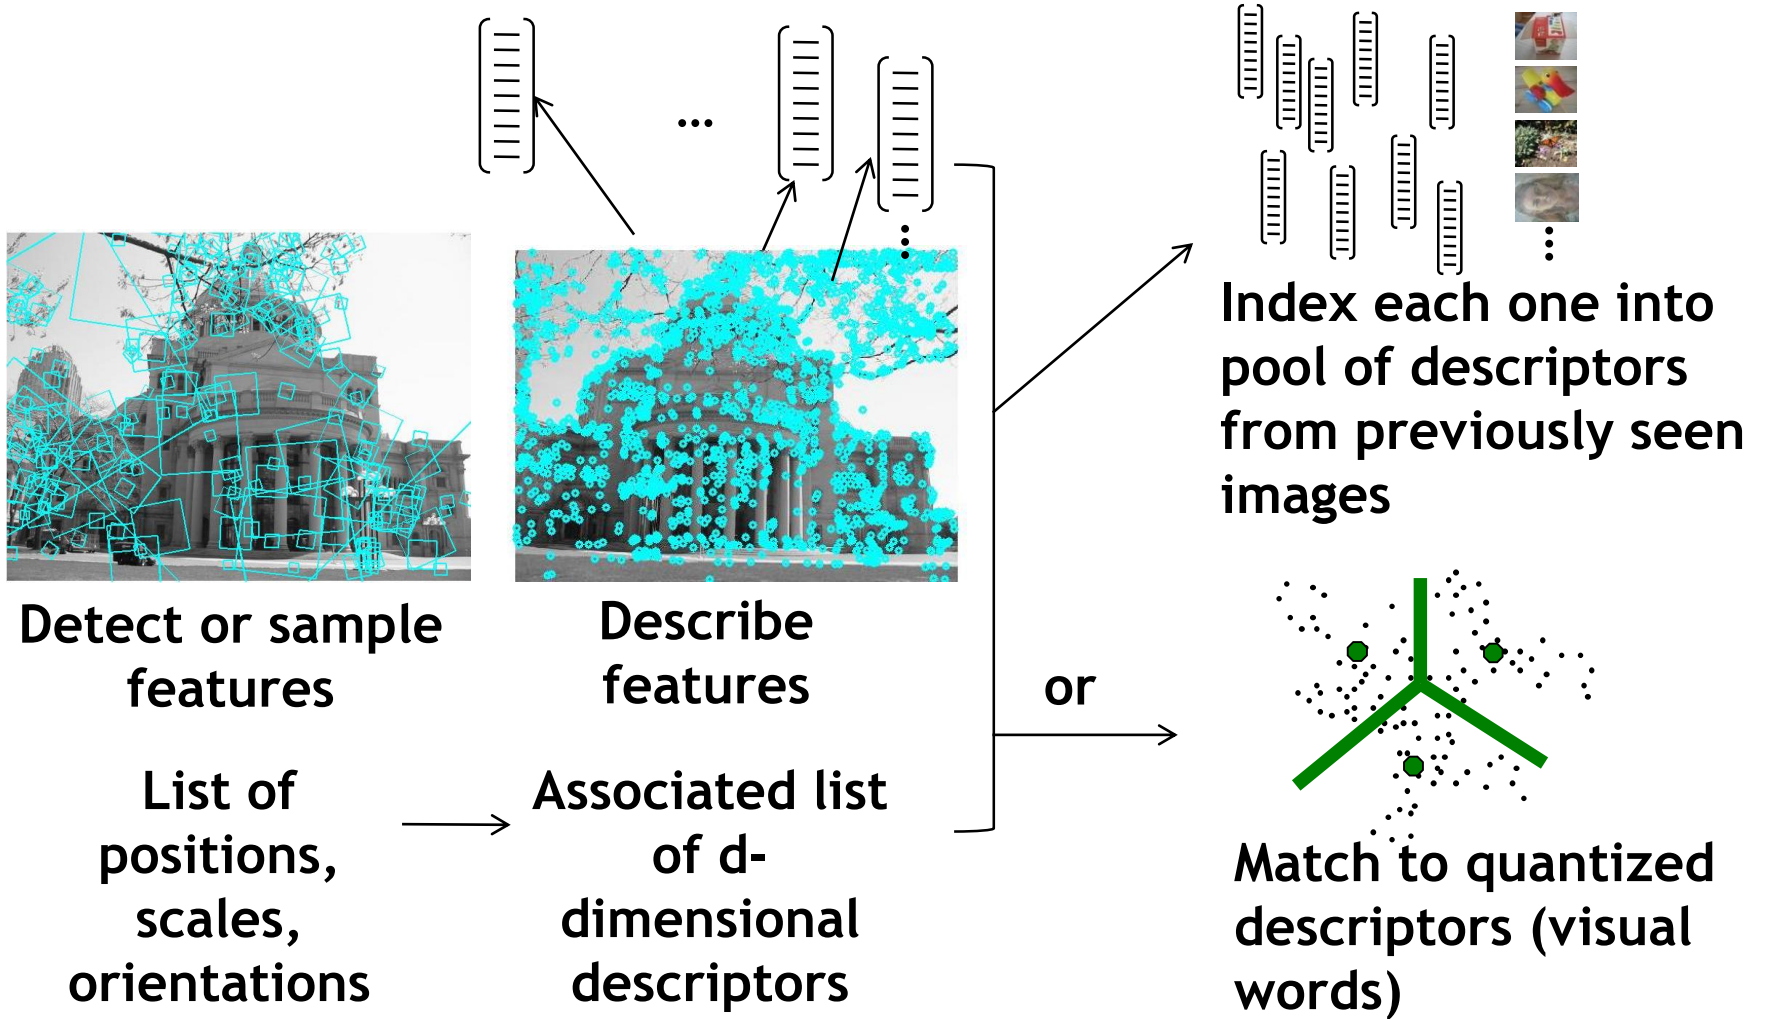 ...
Index each one into
pool of descriptors
from previously seen
images
Detect or sample
features
Describe
features
or
List of
positions,
scales,
orientations
Associated list
of d-
dimensional
descriptors
Match to quantized
descriptors (visual
words)